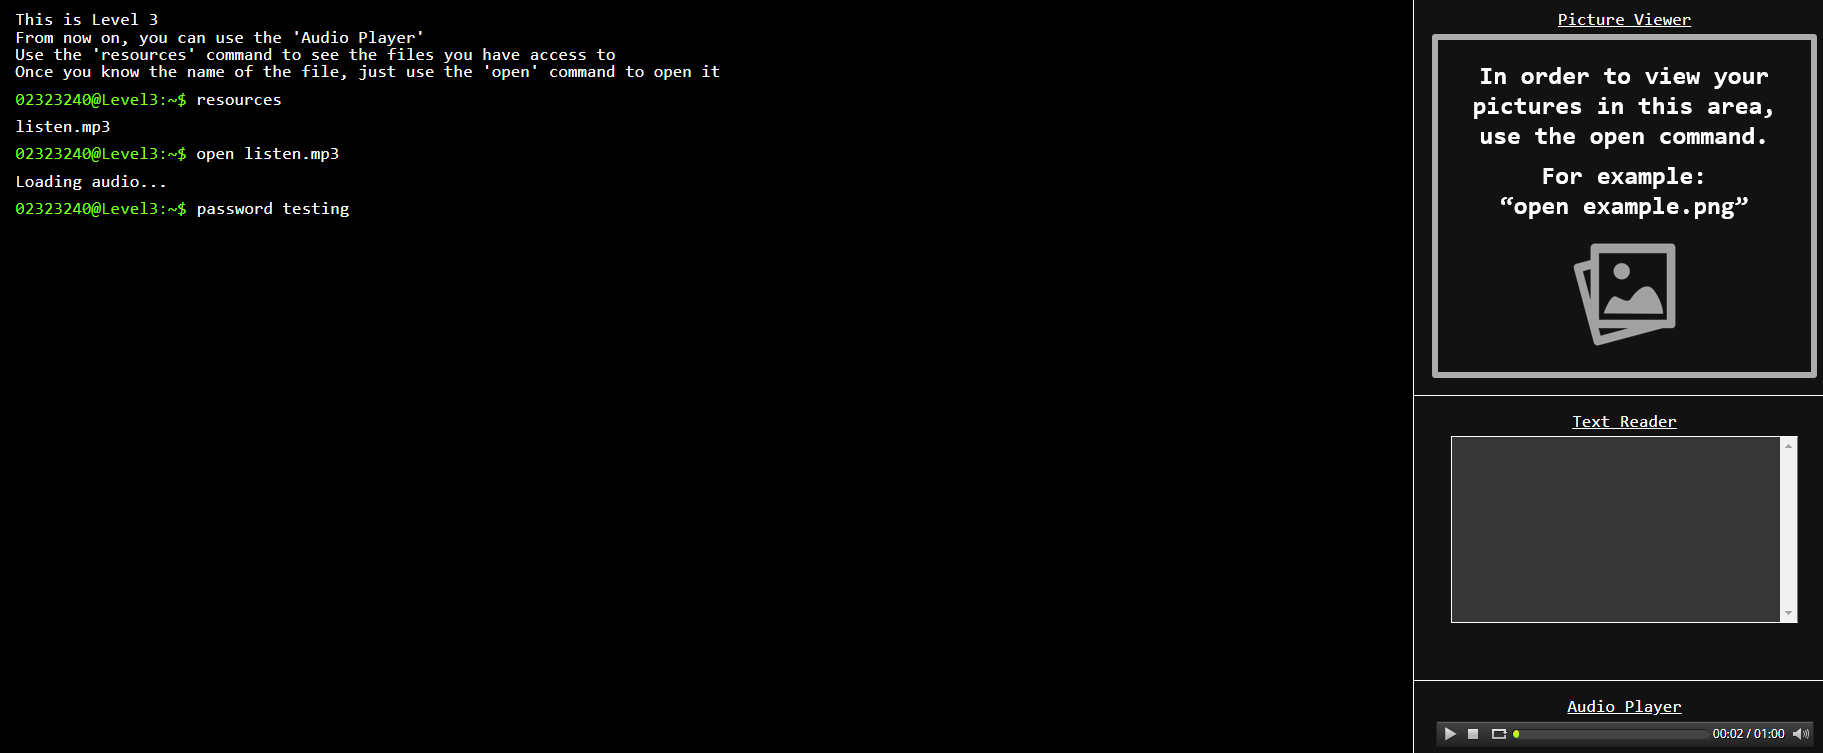 This is Level 3
From now on, you can use the 'Audio Player'
Use the 'resources' command to see the files you have access to
Once you know the name of the file, just use the 'open' command to open it
02323240@Level3:~$ resources
listen.mp3
02323240@Level3:~$ open listen.mp3
Loading audio...
02323240@Level3:~$ password testing
Picture Viewer
In order to view your
pictures in this area,
use the open command.
For example:
“open example.png”
Text Reader
Audio Player
00:02 / 01:00